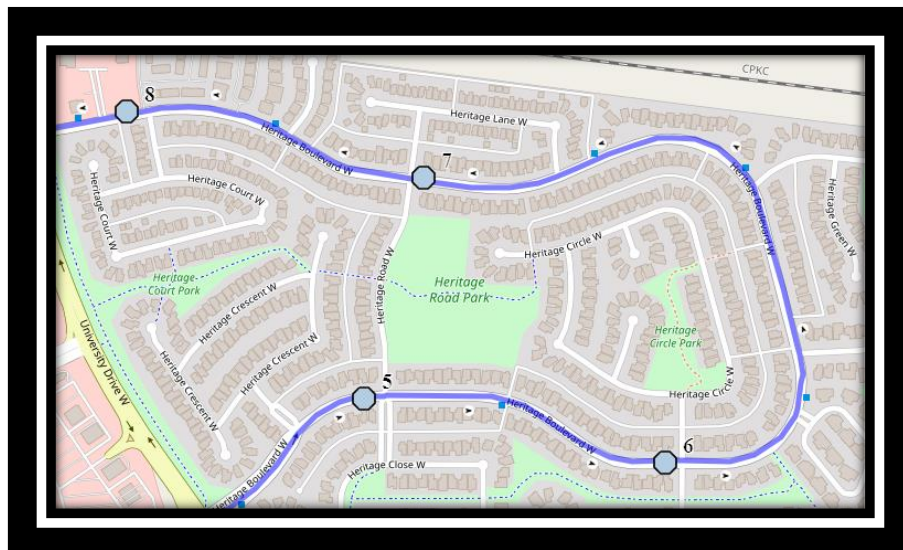 CPKC
8
Heritage Lane W
Heritage Boulevard W
7
Heritage Boulevard W
Heritage Court W
Heritage Court W
Heritage Green W
Heritage Circle W
Heritage Road W
Heritage
Court Park
Heritage
Road Park
Heritage Crescent W
Heritage
Circle Park
University Drive W
Heritage Crescent W
Heritage Crescent W
5
Heritage Circle W
Heritage Boulevard W
6
Heritage Boulevard W
Heritage Close W